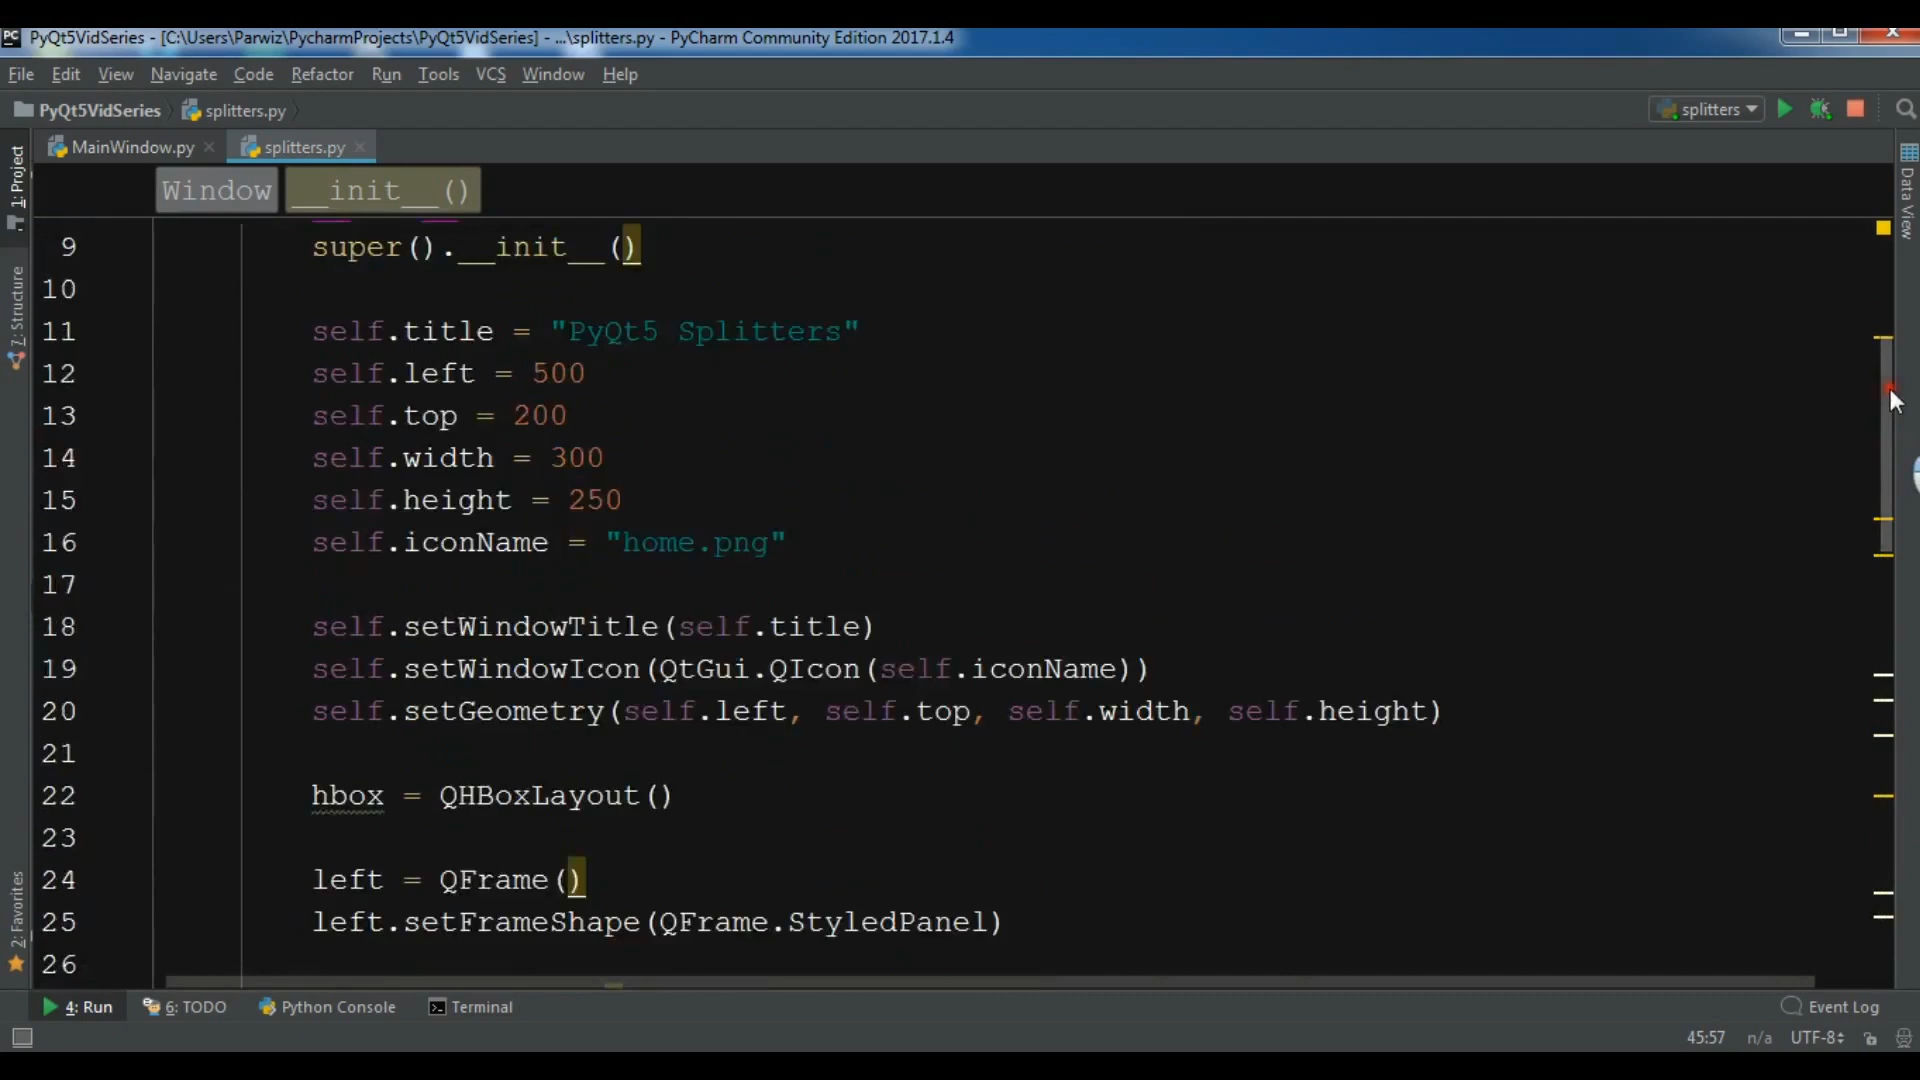 PyQt5VidSeries - [C:\Users\Parwiz\PycharmProjects\PyQt5VidSeries] - ...\splitters.py - PyCharm Community Edition 2017.1.4
File Edit View Navigate Code Refactor Run Tools VCS Window Help
PyQt5VidSeries splitters.py splitters
MainWindow.py splitters.py
1: Project
7: Structure
2: Favorites
Data View
Window __init__()
9 super().__init__()
10
11 self.title = "PyQt5 Splitters"
12 self.left = 500
13 self.top = 200
14 self.width = 300
15 self.height = 250
16 self.iconName = "home.png"
17
18 self.setWindowTitle(self.title)
19 self.setWindowIcon(QtGui.QIcon(self.iconName))
20 self.setGeometry(self.left, self.top, self.width, self.height)
21
22 hbox = QHBoxLayout()
23
24 left = QFrame()
25 left.setFrameShape(QFrame.StyledPanel)
26
4: Run 6: TODO Python Console Terminal Event Log
45:57 n/a UTF-8